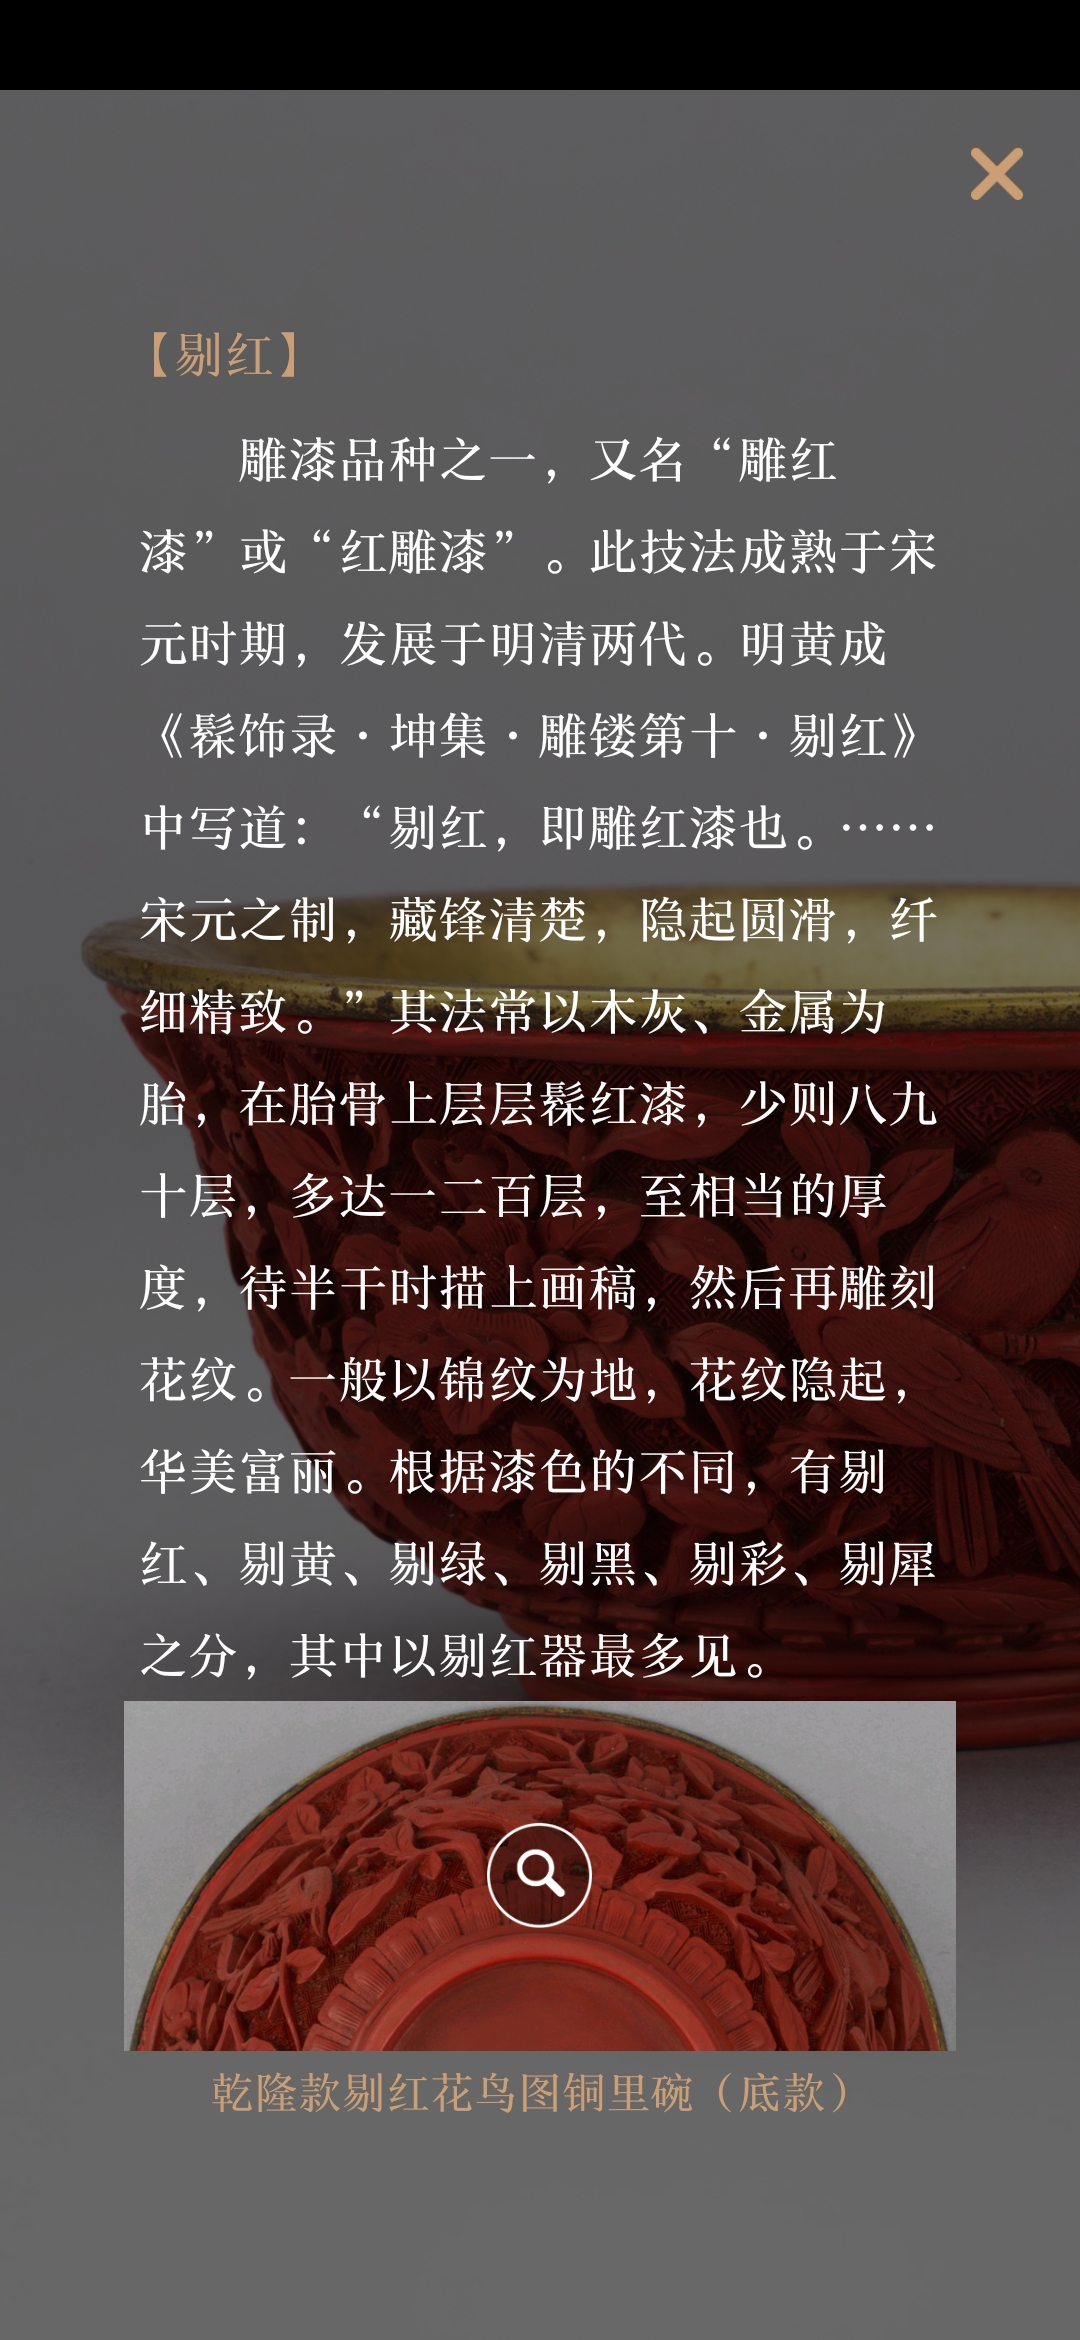 【剔红】
雕漆品种之一，又名“雕红
漆”或“红雕漆”。此技法成熟于宋
元时期，发展于明清两代。明黄成
《髹饰录·坤集·雕镂第十·剔红》
中写道：“剔红，即雕红漆也。……
宋元之制，藏锋清楚，隐起圆滑，纤
细精致。”其法常以木灰、金属为
胎，在胎骨上层层髹红漆，少则八九
十层，多达一二百层，至相当的厚
度，待半干时描上画稿，然后再雕刻
花纹。一般以锦纹为地，花纹隐起，
华美富丽。根据漆色的不同，有剔
红、剔黄、剔绿、剔黑、剔彩、剔犀
之分，其中以剔红器最多见。
乾隆款剔红花鸟图铜里碗（底款）